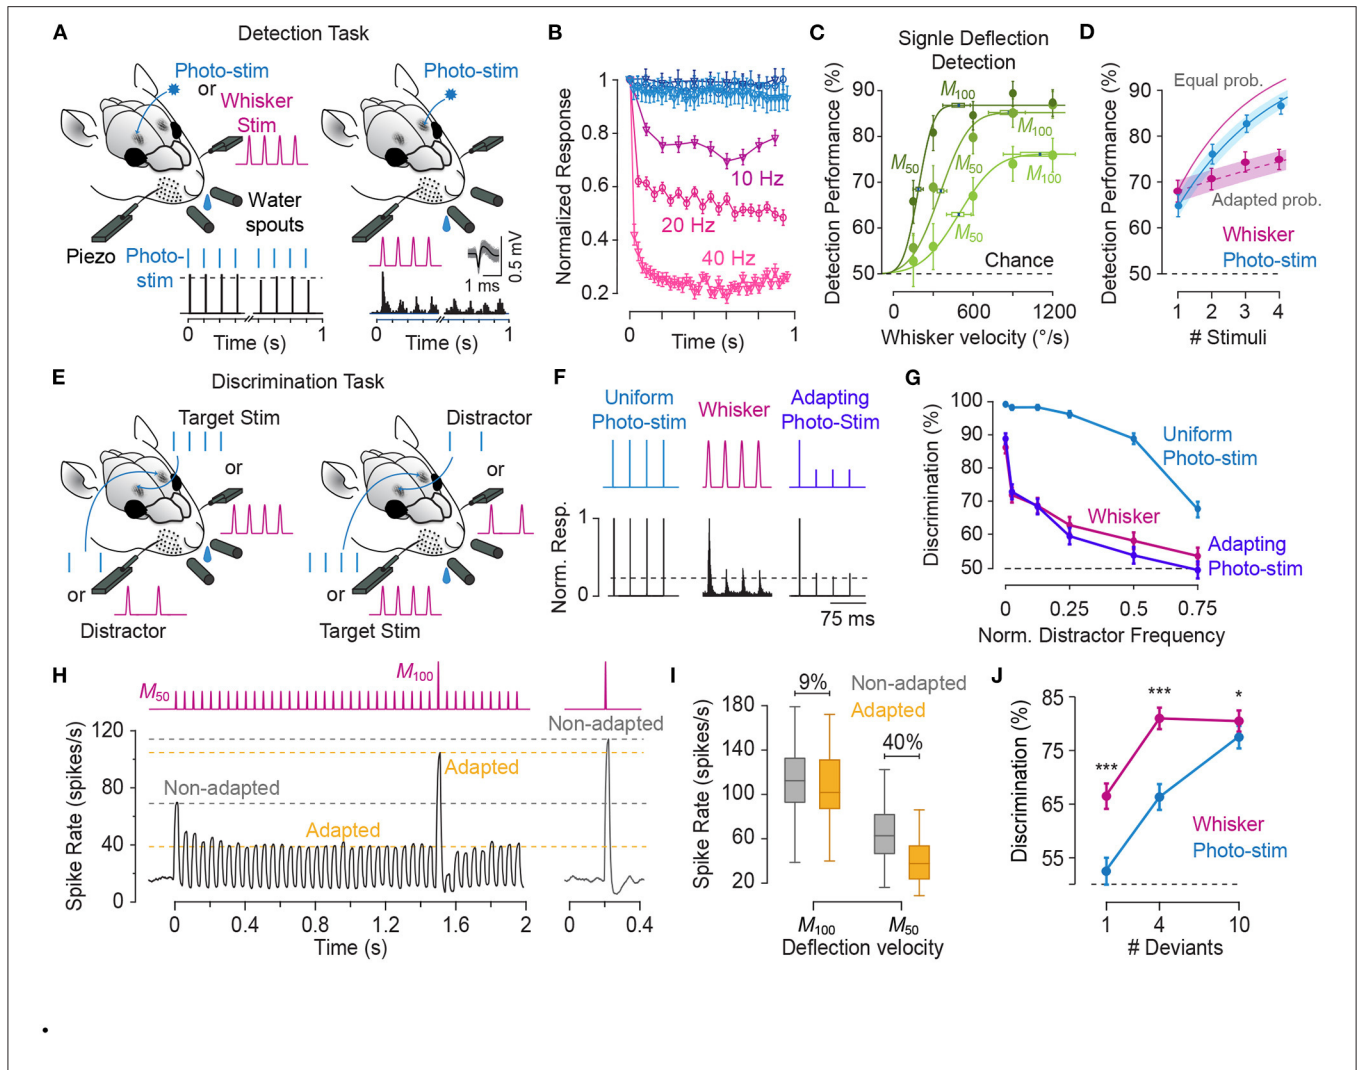 A
Detection Task
Photo-stim
or
Whisker
Stim
Photo-stim
Water
spouts
Piezo
Photo-
stim
1 ms
0.5 mV
0
1
Time (s)
0
1
Time (s)
B
Normalized Response
1
0.8
0.6
0.4
0.2
10 Hz
20 Hz
40 Hz
0
1
Time (s)
C
Signle Deflection
Detection
Detection Performance (%)
90
80
70
60
50
M100
M100
M50
M50
M100
M50
Chance
0
600
1200
Whisker velocity (°/s)
D
Detection Performance (%)
90
80
70
60
50
Equal prob.
Adapted prob.
Whisker
Photo-stim
1
2
3
4
# Stimuli
E
Discrimination Task
Target Stim
or
or
Distractor
Distractor
or
or
Target Stim
F
Uniform
Photo-stim
Whisker
Adapting
Photo-Stim
Norm. Resp.
1
0
75 ms
G
Discrimination (%)
100
90
70
60
50
Uniform
Photo-stim
Whisker
Adapting
Photo-stim
0
0.25
0.5
0.75
Norm. Distractor Frequency
H
M50
M100
Spike Rate (spikes/s)
120
80
40
0
Non-adapted
Adapted
Adapted
Non-adapted
0
0.4
0.8
1.2
1.6
2
Time (s)
0
0.4
I
Spike Rate (spikes/s)
180
140
100
60
20
9%
40%
Non-adapted
Adapted
M100
M50
Deflection velocity
J
Discrimination (%)
85
75
65
55
***
***
*
Whisker
Photo-stim
1
4
10
# Deviants